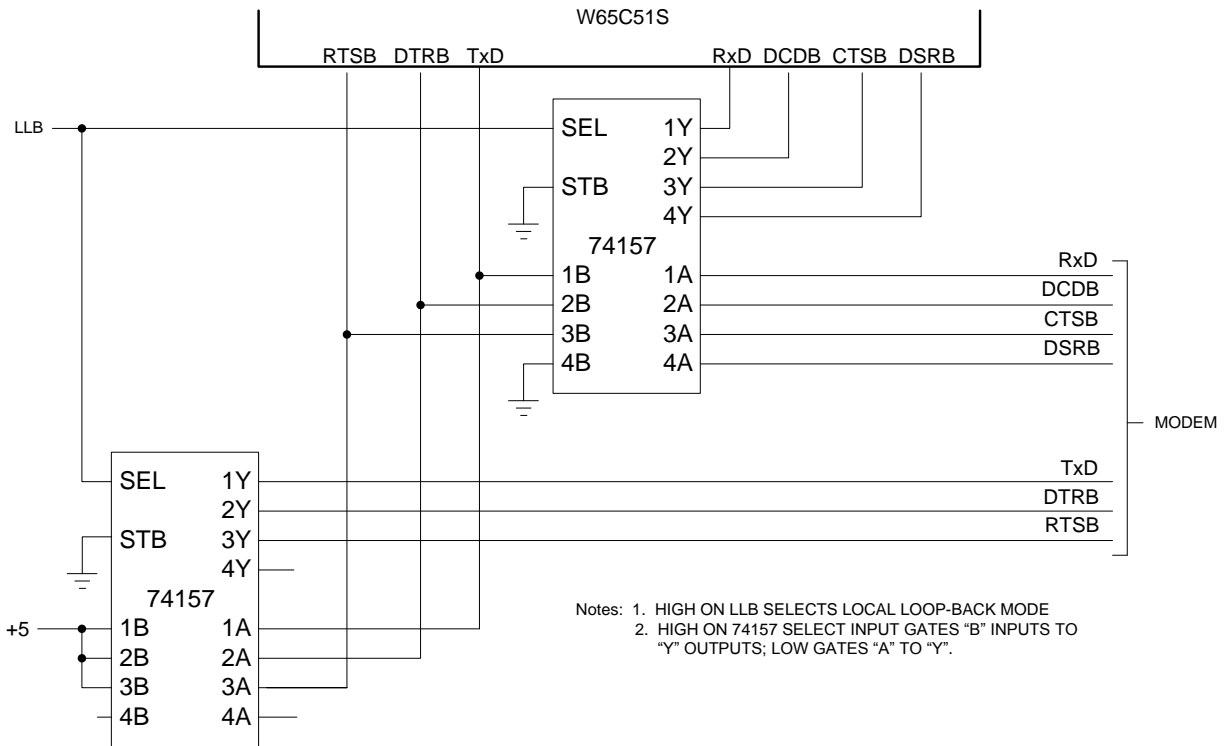 W65C51S
RTSB DTRB TxD RxD DCDB CTSB DSRB
LLB
SEL 1Y
2Y
STB 3Y
4Y
74157
1B 1A
2B 2A
3B 3A
4B 4A
RxD
DCDB
CTSB
DSRB
MODEM
TxD
DTRB
RTSB
SEL 1Y
2Y
STB 3Y
4Y
74157
+5
1B 1A
2B 2A
3B 3A
4B 4A
Notes: 1. HIGH ON LLB SELECTS LOCAL LOOP-BACK MODE
2. HIGH ON 74157 SELECT INPUT GATES “B” INPUTS TO
“Y” OUTPUTS; LOW GATES “A” TO “Y”.